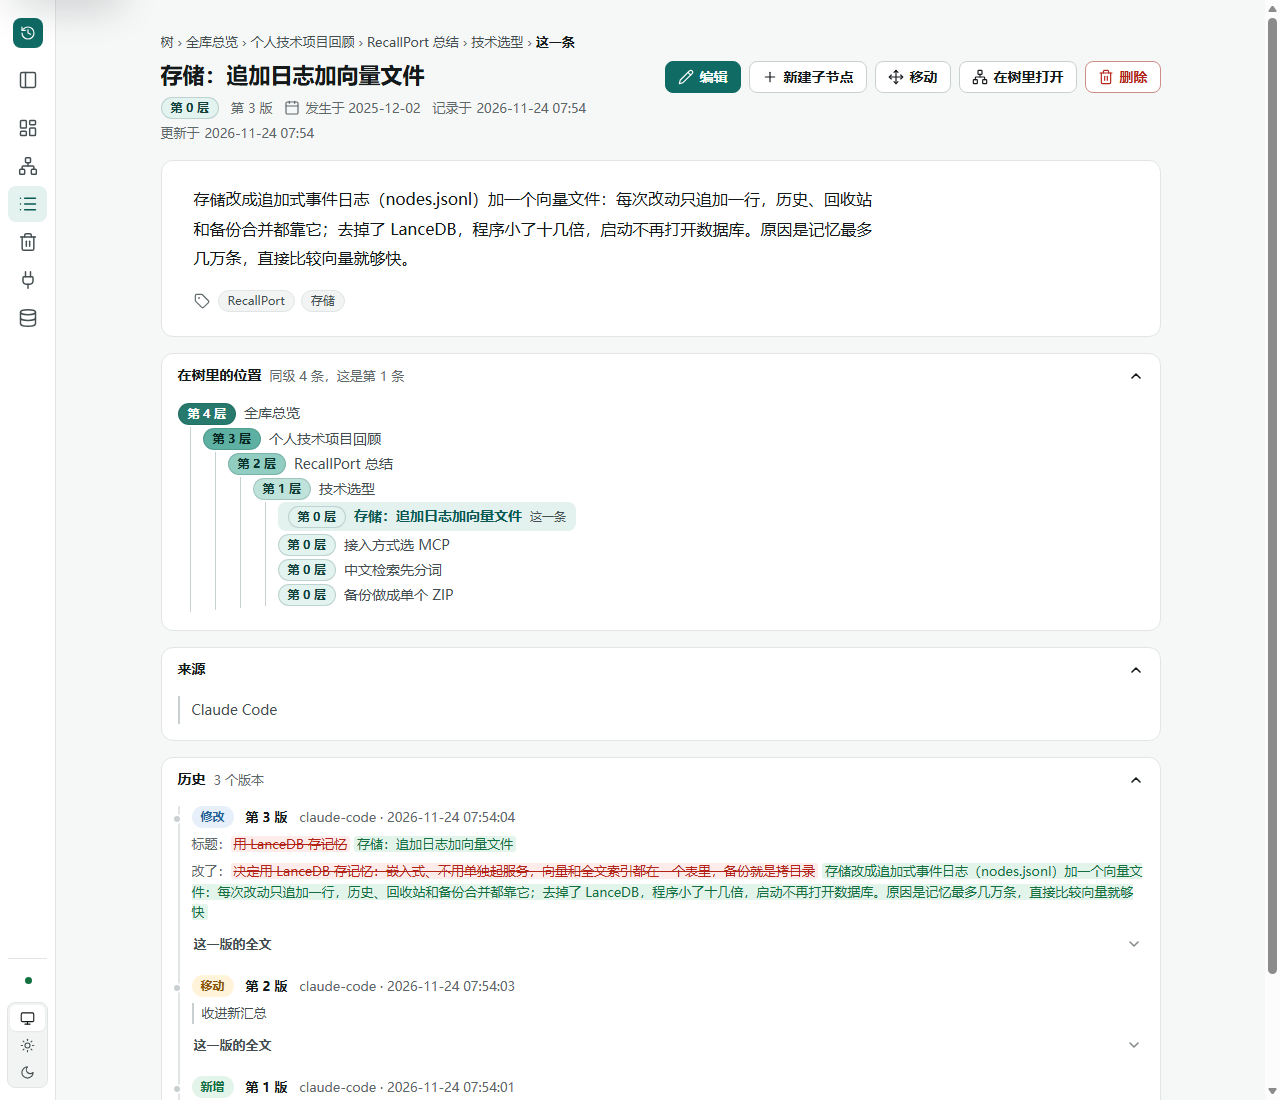 树 › 全库总览 › 个人技术项目回顾 › RecallPort 总结 › 技术选型 › 这一条
存储：追加日志加向量文件
编辑
新建子节点
移动
在树里打开
删除
第 0 层 第 3 版 发生于 2025-12-02 记录于 2026-11-24 07:54
更新于 2026-11-24 07:54
存储改成追加式事件日志（nodes.jsonl）加一个向量文件：每次改动只追加一行，历史、回收站
和备份合并都靠它；去掉了 LanceDB，程序小了十几倍，启动不再打开数据库。原因是记忆最多
几万条，直接比较向量就够快。
RecallPort 存储
在树里的位置 同级 4 条，这是第 1 条
第 4 层 全库总览
第 3 层 个人技术项目回顾
第 2 层 RecallPort 总结
第 1 层 技术选型
第 0 层 存储：追加日志加向量文件 这一条
第 0 层 接入方式选 MCP
第 0 层 中文检索先分词
第 0 层 备份做成单个 ZIP
来源
Claude Code
历史 3 个版本
修改 第 3 版 claude-code · 2026-11-24 07:54:04
标题： 用 LanceDB 存记忆 存储：追加日志加向量文件
改了： 决定用 LanceDB 存记忆：嵌入式、不用单独起服务，向量和全文索引都在一个表里，备份就是拷目录 存储改成追加式事件日志（nodes.jsonl）加一个向量文
件：每次改动只追加一行，历史、回收站和备份合并都靠它；去掉了 LanceDB，程序小了十几倍，启动不再打开数据库。原因是记忆最多几万条，直接比较向量就够
快
这一版的全文
移动 第 2 版 claude-code · 2026-11-24 07:54:03
收进新汇总
这一版的全文
新增 第 1 版 claude-code · 2026-11-24 07:54:01